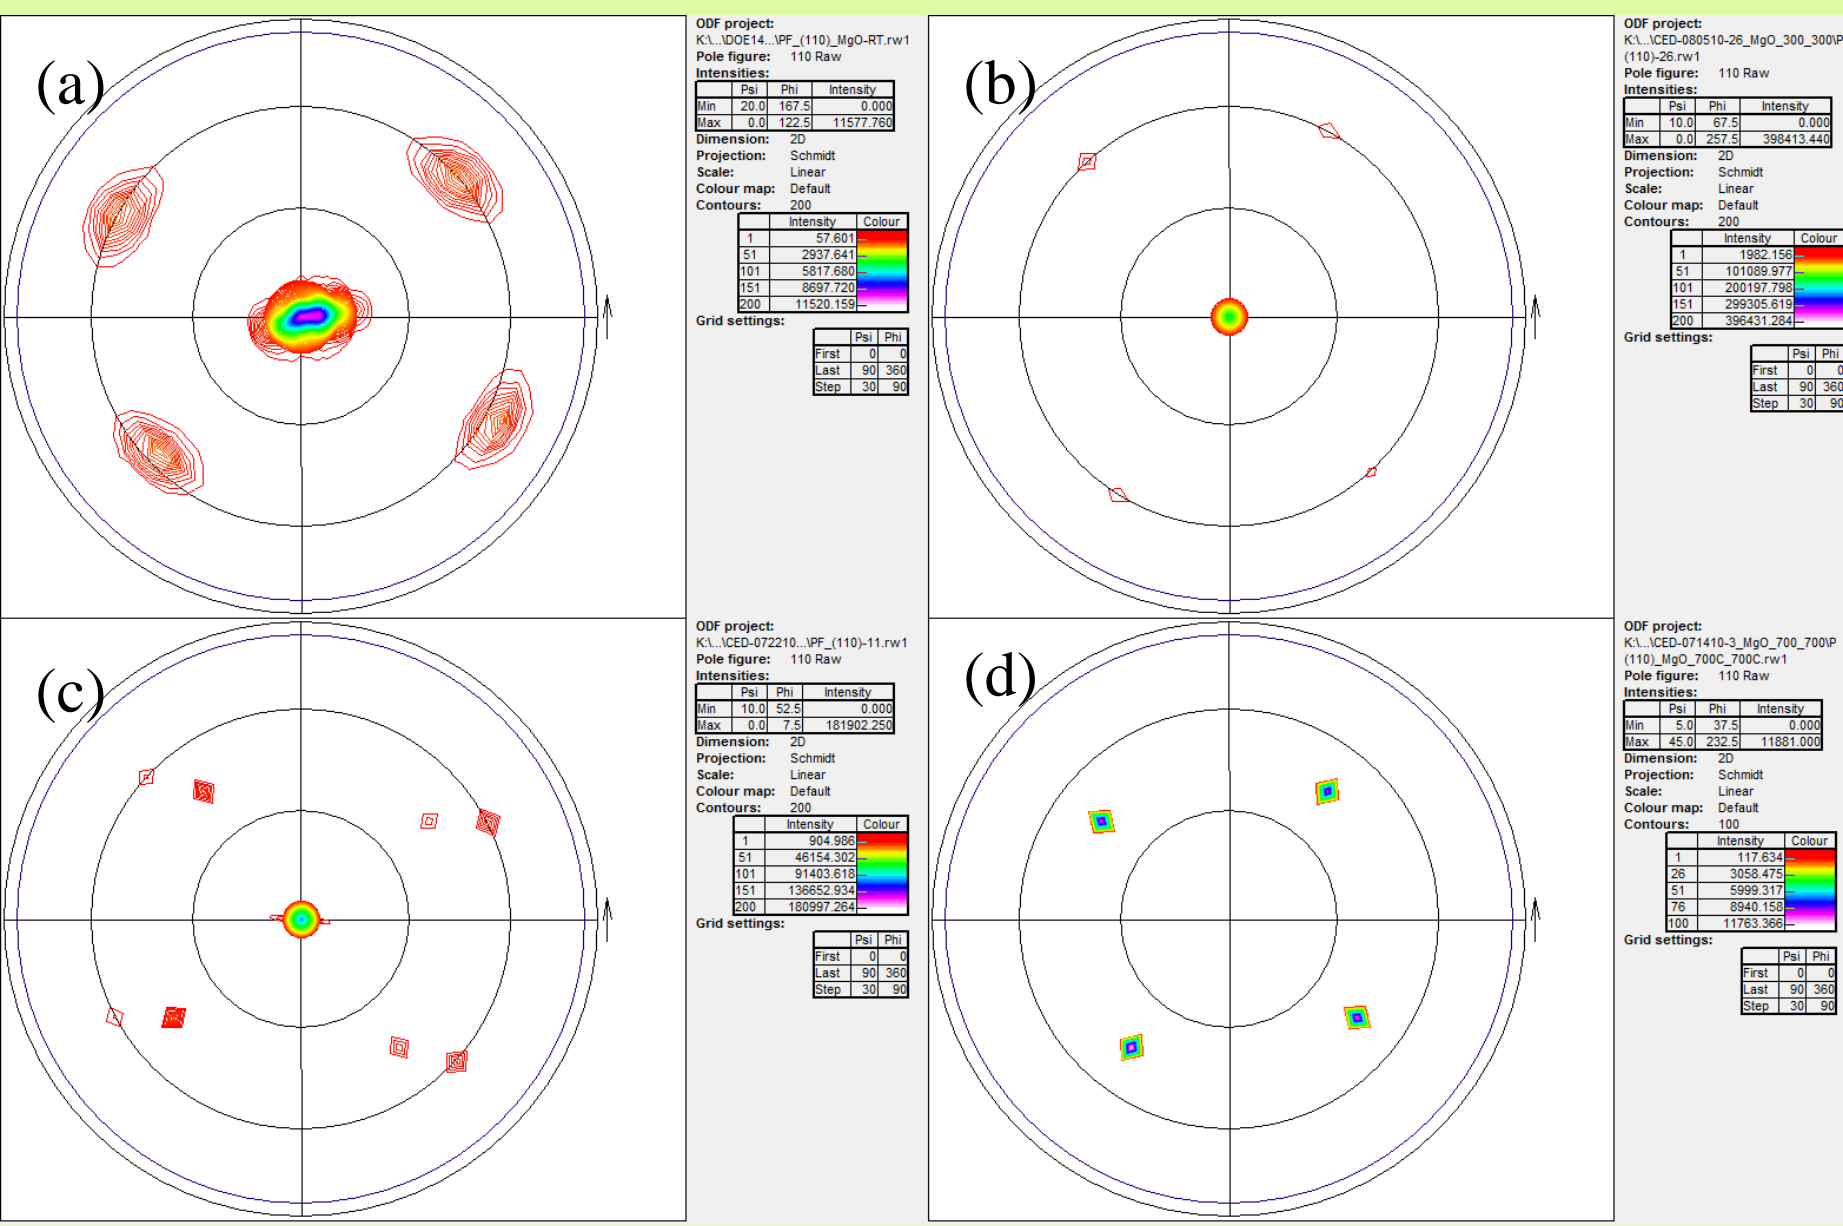 (a)
ODF project:
K:\...\DOE14...\PF_(110)_MgO-RT.rw1
Pole figure: 110 Raw
Intensities:
Psi Phi Intensity
Min 20.0 167.5 0.000
Max 0.0 122.5 11577.760
Dimension: 2D
Projection: Schmidt
Scale: Linear
Colour map: Default
Contours: 200
Intensity Colour
1 57.601
51 2937.641
101 5817.680
151 8697.720
200 11520.159
Grid settings:
Psi Phi
First 0 0
Last 90 360
Step 30 90
(b)
ODF project:
K:\...\CED-080510-26_MgO_300_300\P
(110)-26.rw1
Pole figure: 110 Raw
Intensities:
Psi Phi Intensity
Min 10.0 67.5 0.000
Max 0.0 257.5 398413.440
Dimension: 2D
Projection: Schmidt
Scale: Linear
Colour map: Default
Contours: 200
Intensity Colour
1 1982.156
51 101089.977
101 200197.798
151 299305.619
200 396431.284
Grid settings:
Psi Phi
First 0 0
Last 90 360
Step 30 90
(c)
ODF project:
K:\...\CED-072210...\PF_(110)-11.rw1
Pole figure: 110 Raw
Intensities:
Psi Phi Intensity
Min 10.0 52.5 0.000
Max 0.0 7.5 181902.250
Dimension: 2D
Projection: Schmidt
Scale: Linear
Colour map: Default
Contours: 200
Intensity Colour
1 904.986
51 46154.302
101 91403.618
151 136652.934
200 180997.264
Grid settings:
Psi Phi
First 0 0
Last 90 360
Step 30 90
(d)
ODF project:
K:\...\CED-071410-3_MgO_700_700\P
(110)_MgO_700C_700C.rw1
Pole figure: 110 Raw
Intensities:
Psi Phi Intensity
Min 5.0 37.5 0.000
Max 45.0 232.5 11881.000
Dimension: 2D
Projection: Schmidt
Scale: Linear
Colour map: Default
Contours: 100
Intensity Colour
1 117.634
26 3058.475
51 5999.317
76 8940.158
100 11763.366
Grid settings:
Psi Phi
First 0 0
Last 90 360
Step 30 90